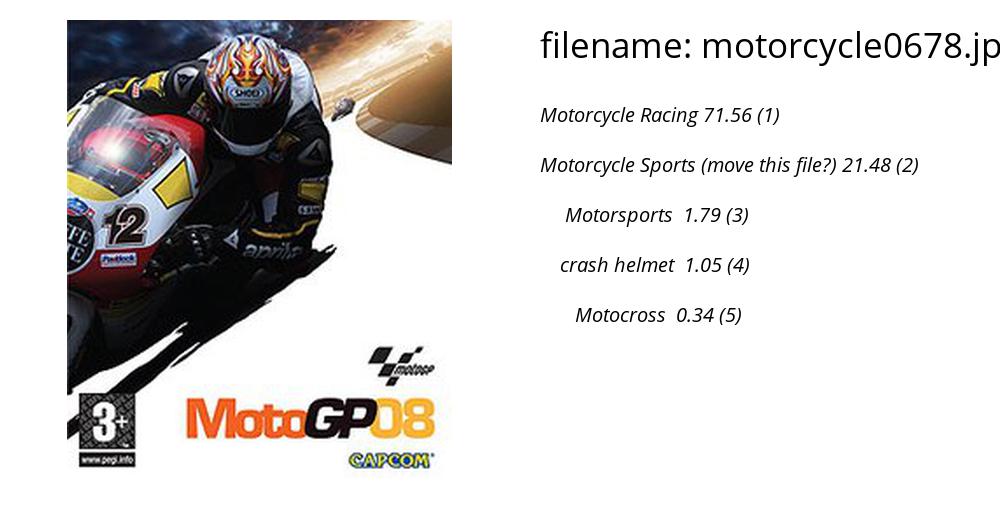 filename: motorcycle0678.jp
Motorcycle Racing 71.56 (1)
Motorcycle Sports (move this file?) 21.48 (2)
Motorsports 1.79 (3)
crash helmet 1.05 (4)
Motocross 0.34 (5)
SHOEI
12
aprilia
motoGP
3+
www.pegi.info
MotoGP08
CAPCOM